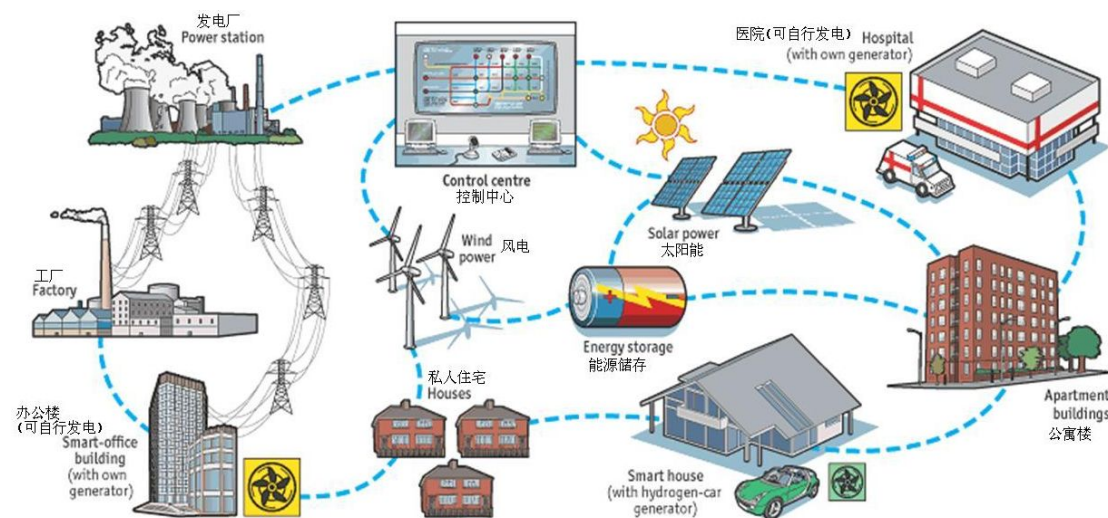 发电厂
Power station
Control centre
控制中心
医院(可自行发电) Hospital
(with own
generator)
Solar power
太阳能
Wind
power
风电
工厂
Factory
Energy storage
能源储存
私人住宅
Houses
办公楼
(可自行发电)
Smart-office
building
(with own
generator)
Smart house
(with hydrogen-car
generator)
Apartment
buildings
公寓楼